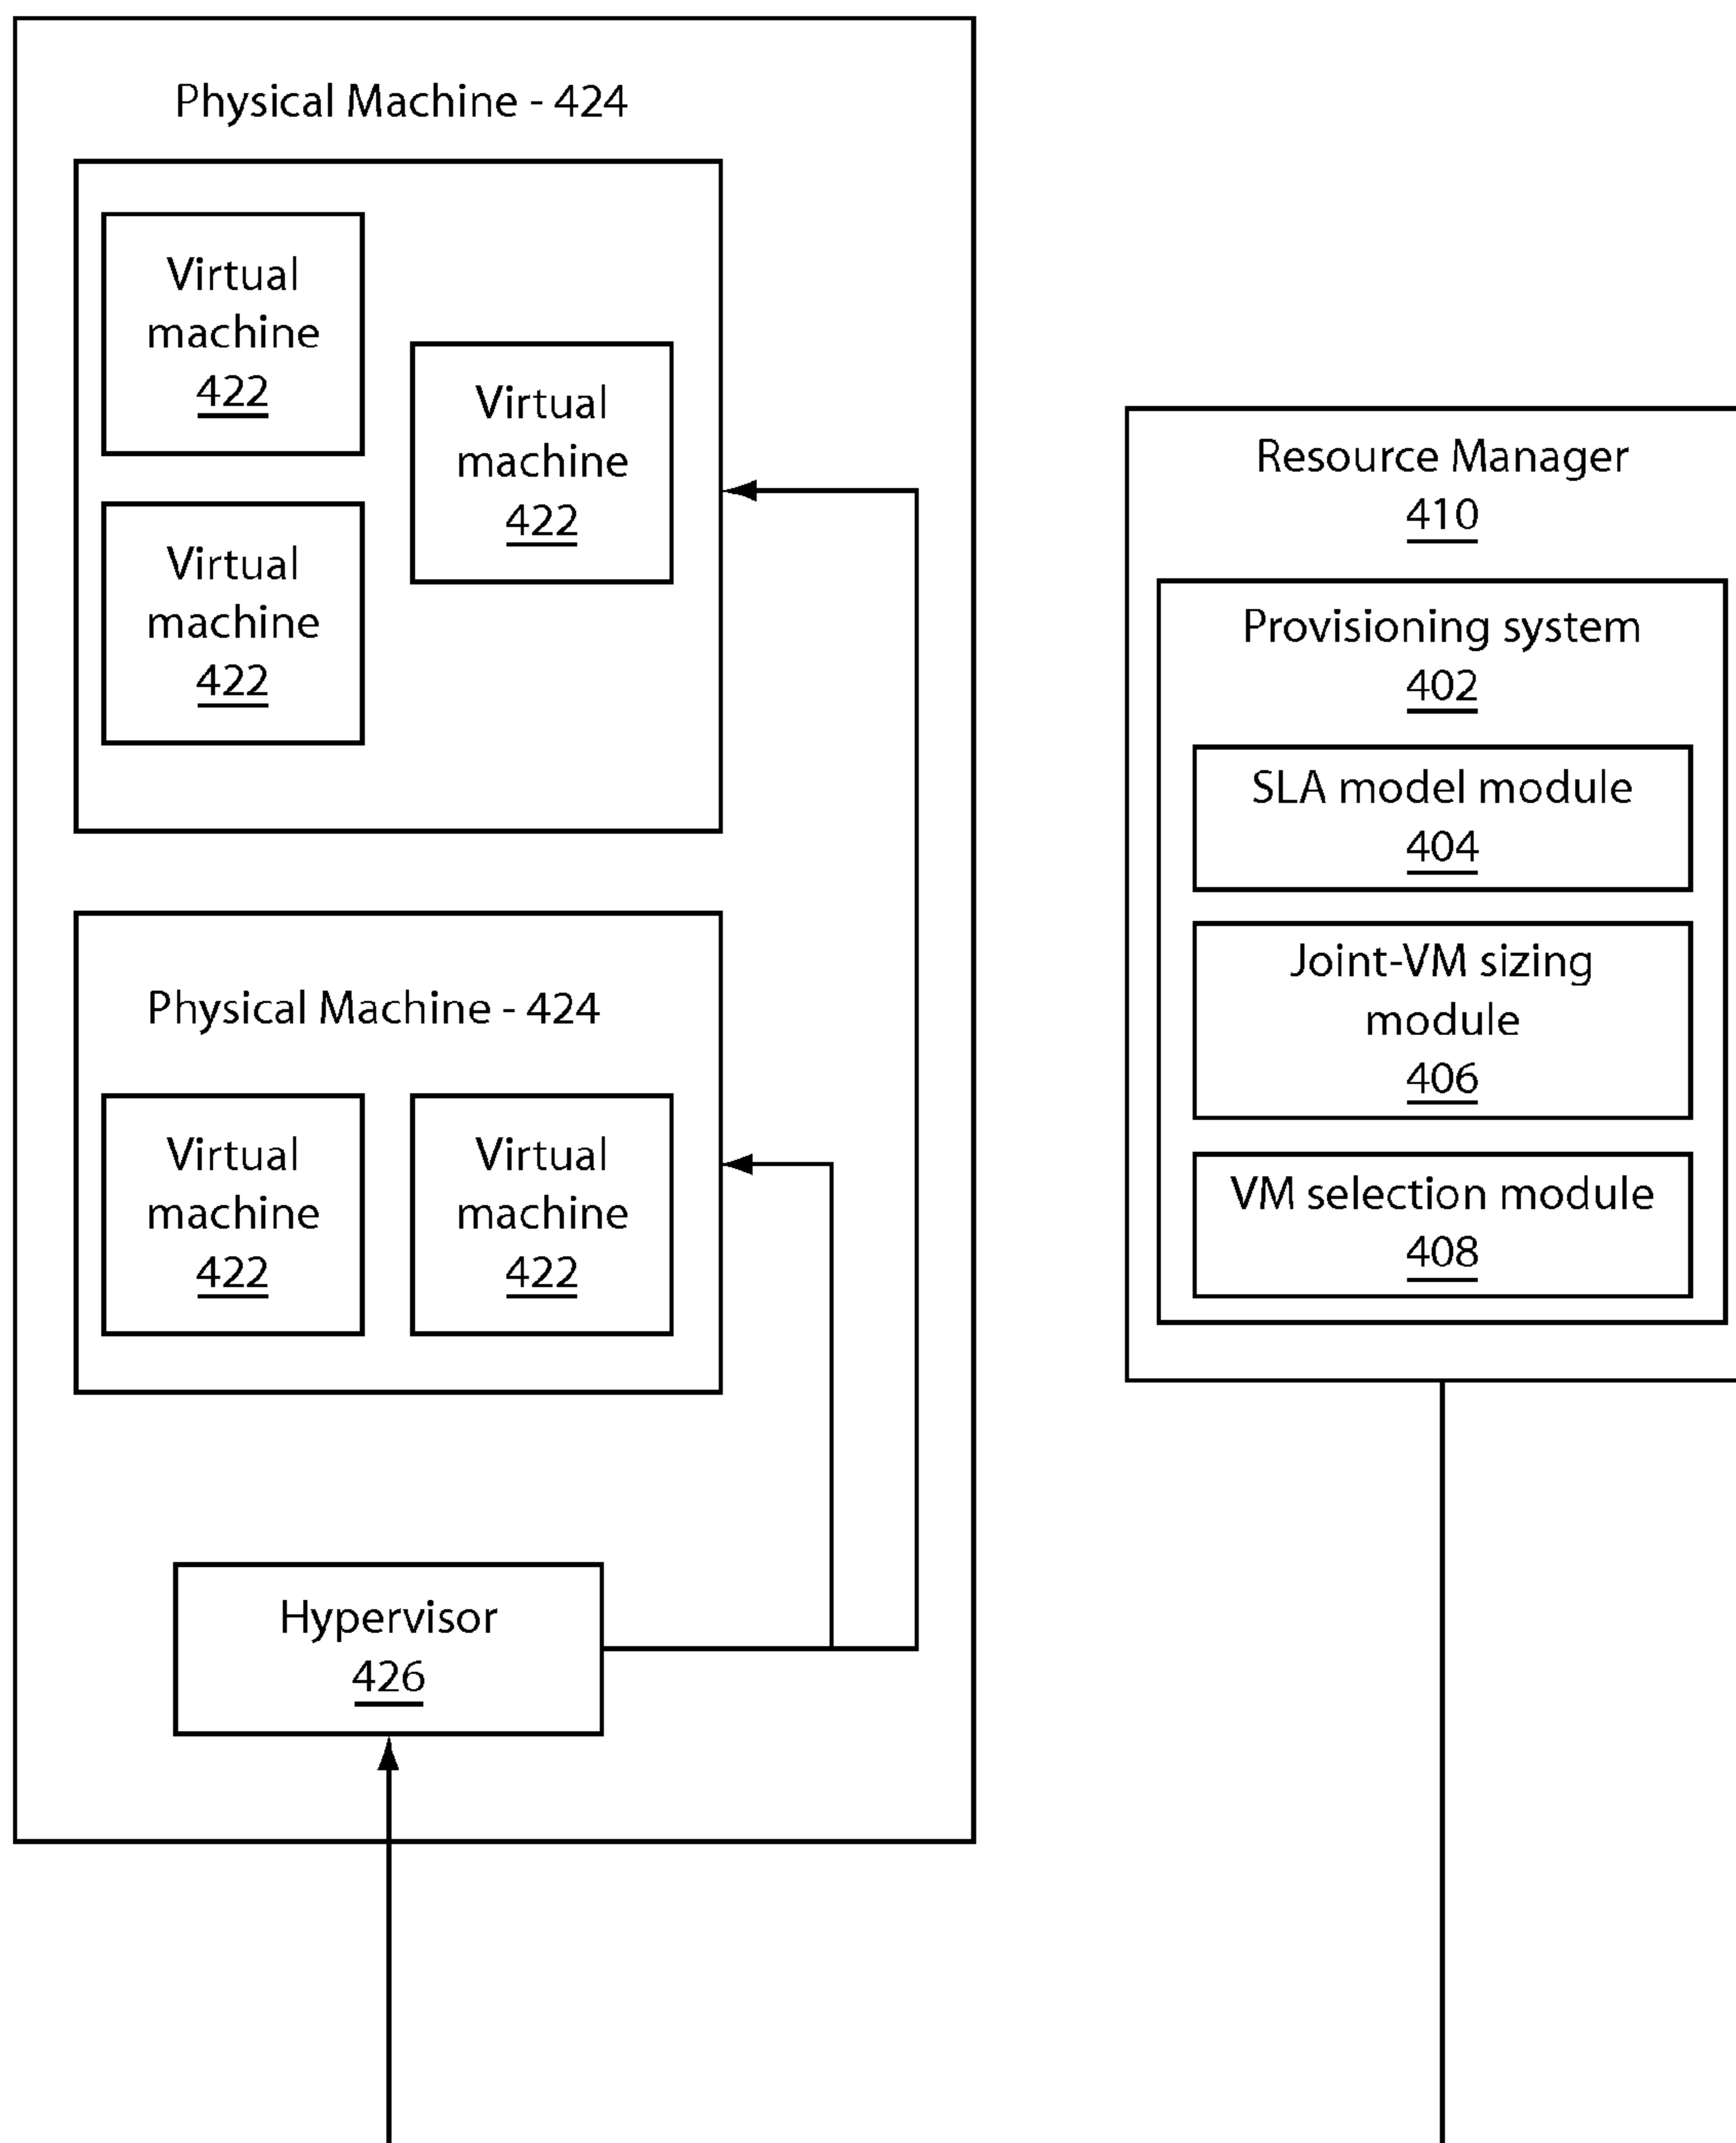 Physical Machine - 424
Virtual
machine
422
Virtual
machine
422
Virtual
machine
422
Physical Machine - 424
Virtual
machine
422
Virtual
machine
422
Hypervisor
426
Resource Manager
410
Provisioning system
402
SLA model module
404
Joint-VM sizing
module
406
VM selection module
408